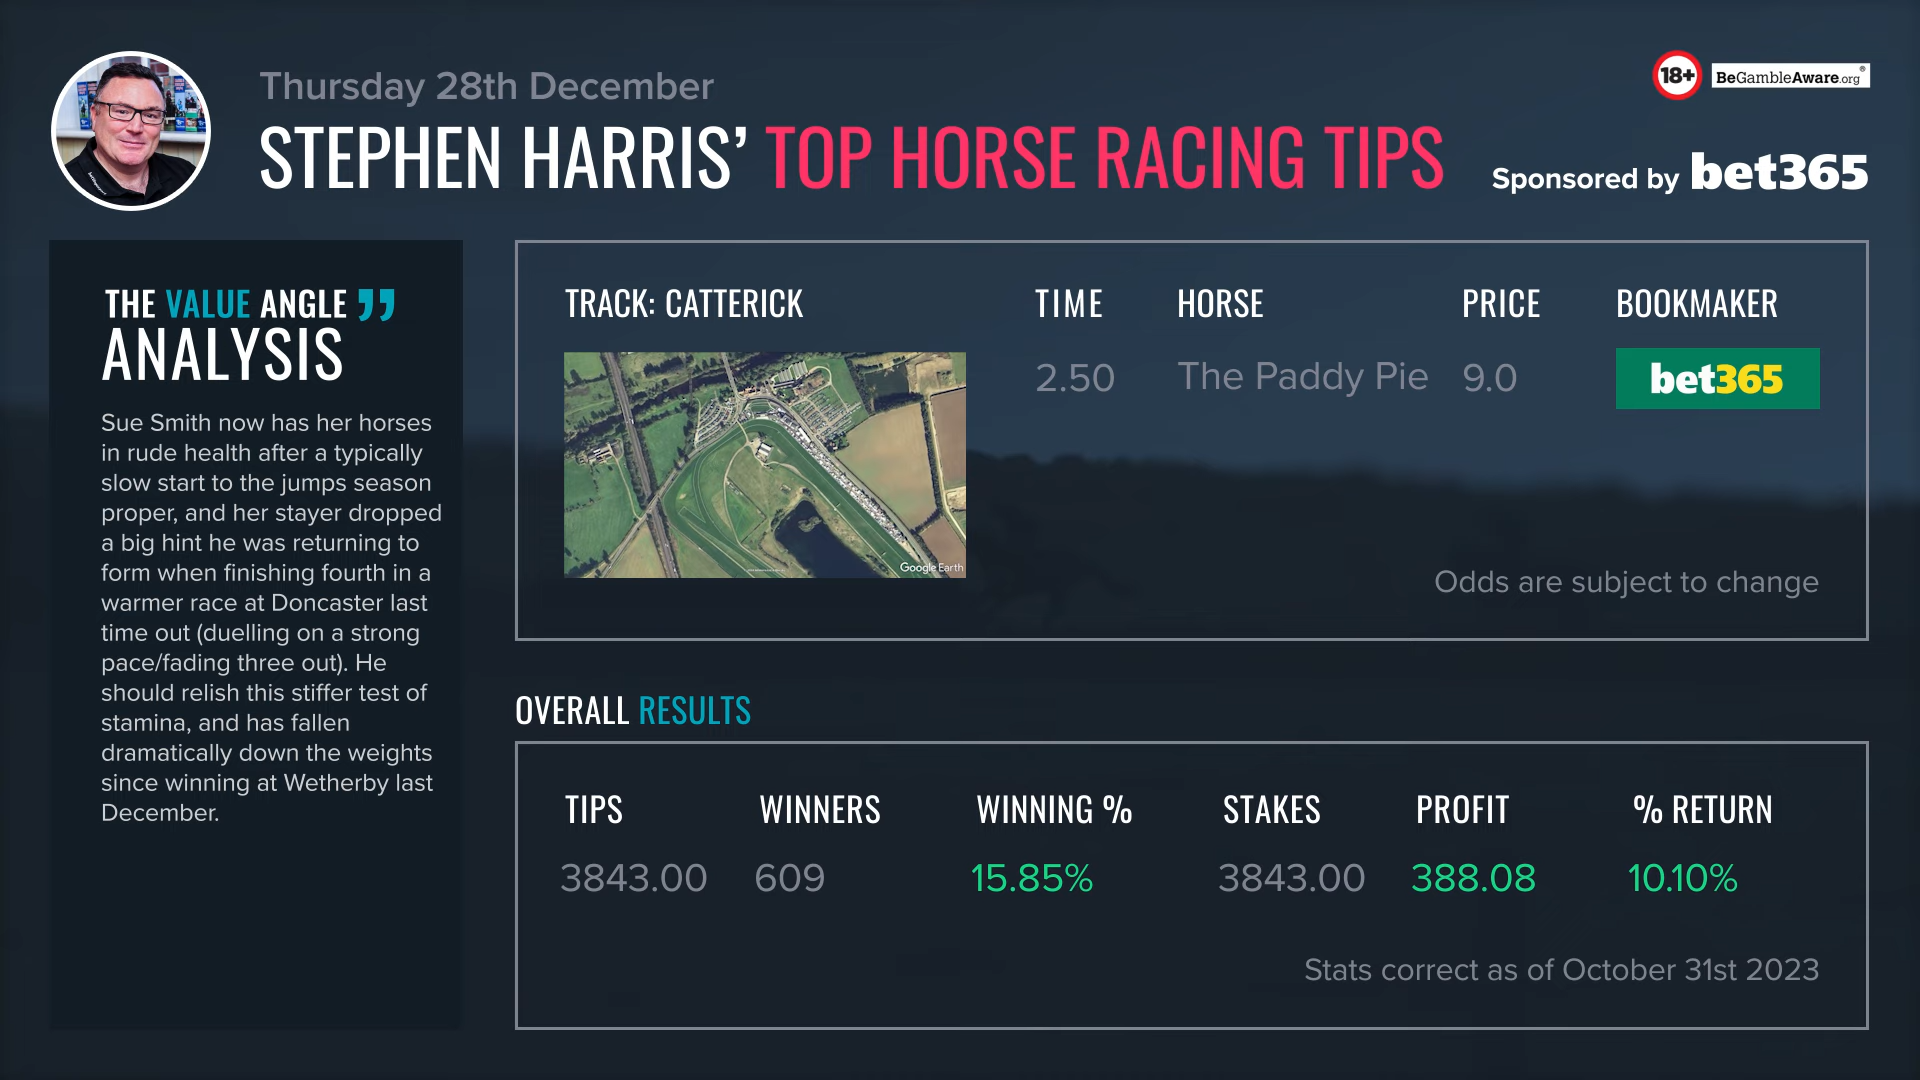 Thursday 28th December
STEPHEN HARRIS’ TOP HORSE RACING TIPS
18+
BeGambleAware.org®
Sponsored by bet365
THE VALUE ANGLE ”
ANALYSIS
Sue Smith now has her horses
in rude health after a typically
slow start to the jumps season
proper, and her stayer dropped
a big hint he was returning to
form when finishing fourth in a
warmer race at Doncaster last
time out (duelling on a strong
pace/fading three out). He
should relish this stiffer test of
stamina, and has fallen
dramatically down the weights
since winning at Wetherby last
December.
TRACK: CATTERICK
TIME HORSE PRICE BOOKMAKER
2.50 The Paddy Pie 9.0 bet365
Google Earth
Odds are subject to change
OVERALL RESULTS
TIPS WINNERS WINNING % STAKES PROFIT % RETURN
3843.00 609 15.85% 3843.00 388.08 10.10%
Stats correct as of October 31st 2023